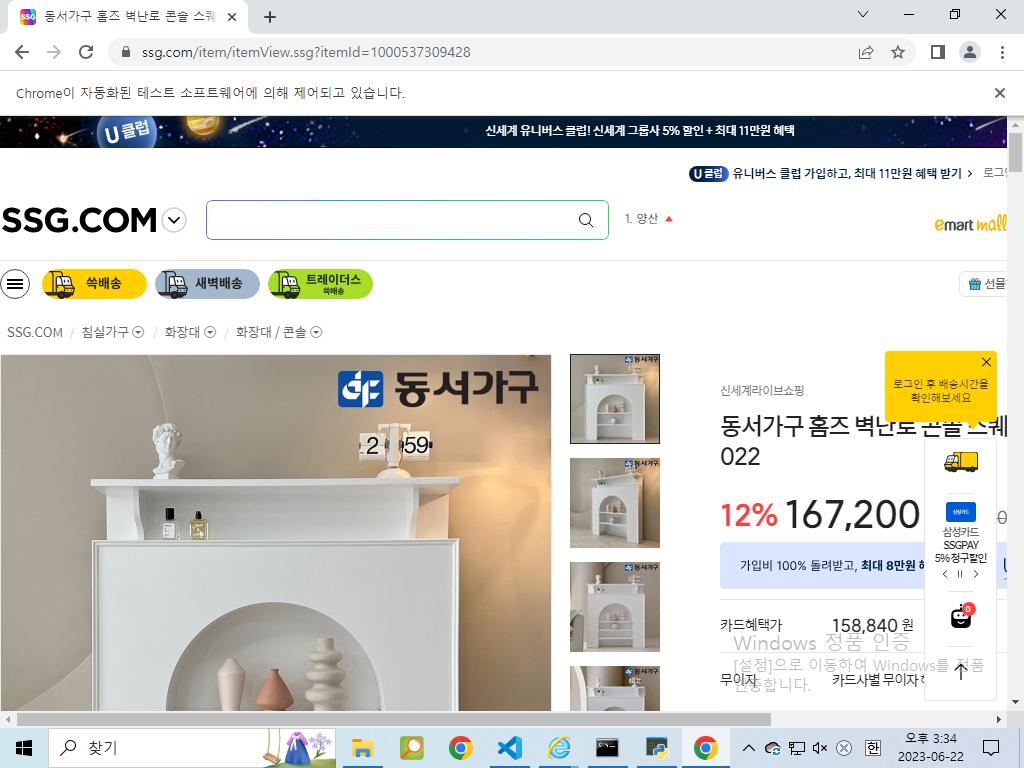 동서가구 홈즈 벽난로 콘솔 스퀘
ssg.com/item/itemView.ssg?itemId=1000537309428
Chrome이 자동화된 테스트 소프트웨어에 의해 제어되고 있습니다.
U 클럽
신세계 유니버스 클럽! 신세계 그룹사 5% 할인 + 최대 11만원 혜택
U 클럽 유니버스 클럽 가입하고, 최대 11만원 혜택 받기 >
로그인
SSG.COM
1. 양산
emart mall
쓱배송
새벽배송
트레이더스
쓱배송
선물
SSG.COM / 침실가구 / 화장대 / 화장대 / 콘솔
동서가구
2 59
신세계라이브쇼핑
로그인 후 배송시간을
확인해보세요
동서가구 홈즈 벽난로 콘솔 스퀘
022
12% 167,200
삼성카드
삼성카드
SSGPAY
5% 청구할인
가입비 100% 돌려받고, 최대 8만원 혜
카드혜택가
158,840 원
0
무이자
카드사별 무이자
Windows 정품 인증
[설정]으로 이동하여 Windows를 정품
인증합니다.
찾기
오후 3:34
2023-06-22
한